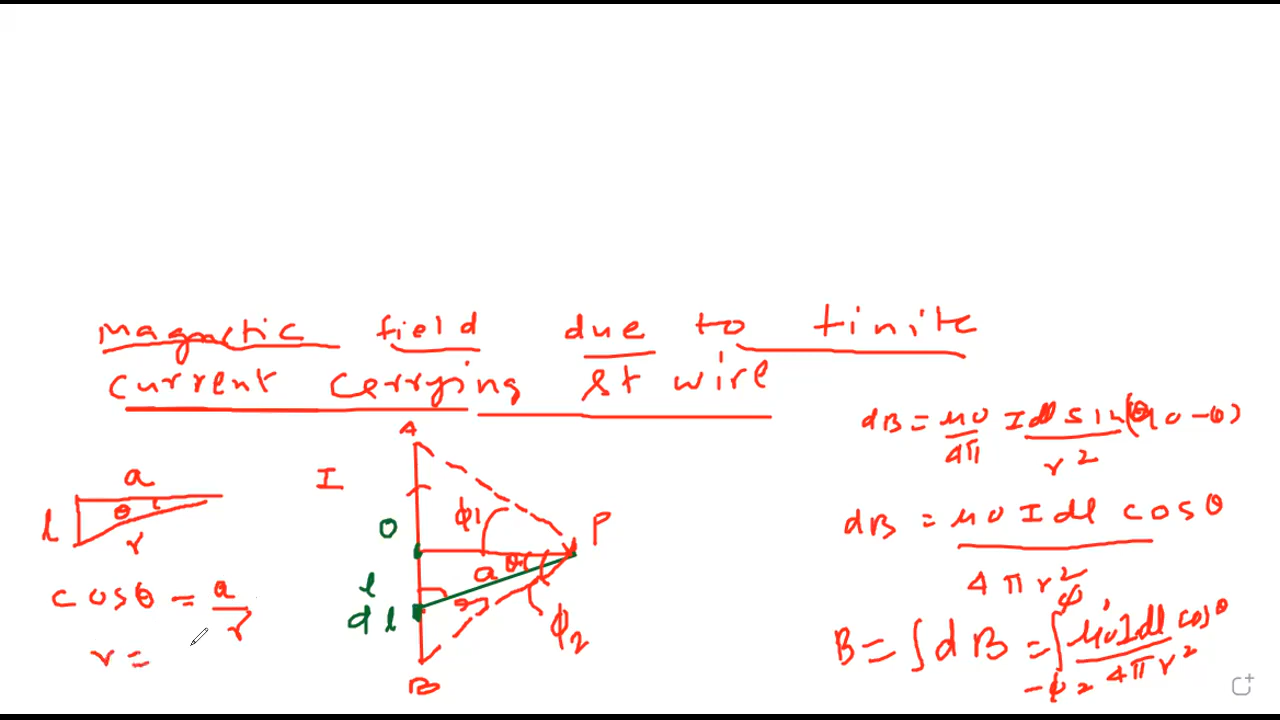 magnetic field due to finite
current carrying st wire
A
I
a
θ
l
r
O
ϕ1
P
a
θ
l
dl
ϕ2
B
cosθ = a/r
r =
dB = μ0/4π Idl sin(90-θ)/r²
dB = μ0 I dl cosθ/4πr²
B = ∫dB = ∫ μ0Idl cosθ/4πr²
-ϕ2